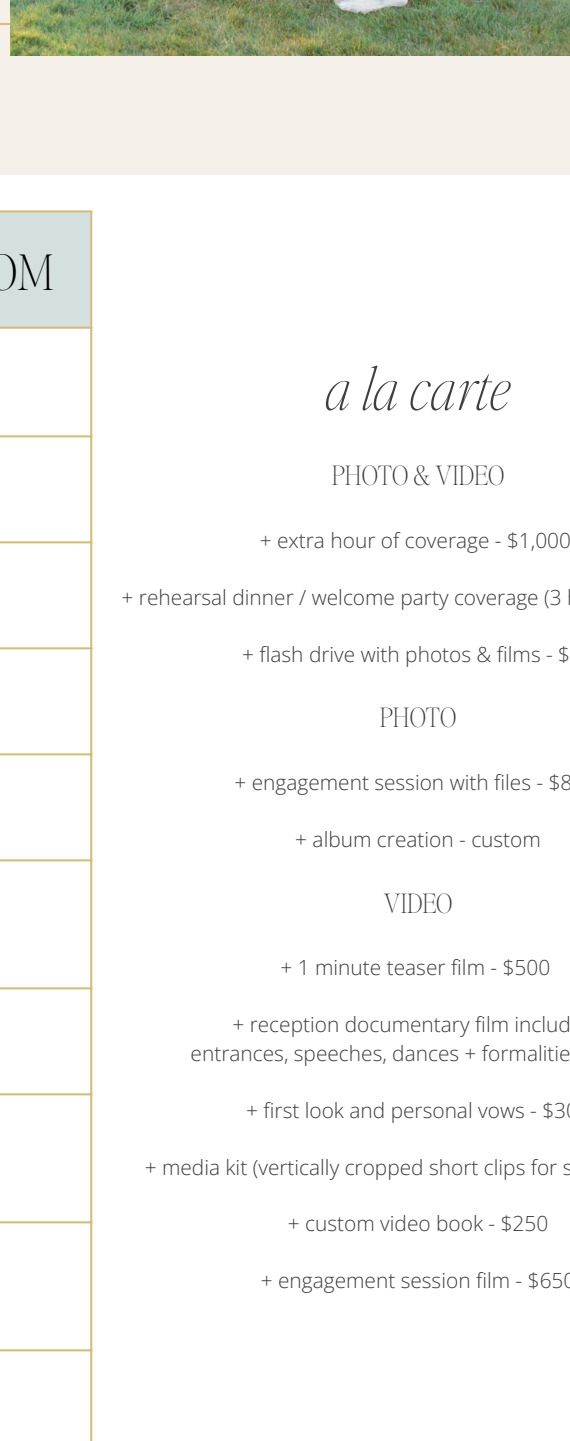 OM
a la carte
PHOTO & VIDEO
+ extra hour of coverage - $1,000
+ rehearsal dinner / welcome party coverage (3
+ flash drive with photos & films - $
PHOTO
+ engagement session with files - $8
+ album creation - custom
VIDEO
+ 1 minute teaser film - $500
+ reception documentary film includ
entrances, speeches, dances + formalitie
+ first look and personal vows - $30
+ media kit (vertically cropped short clips for s
+ custom video book - $250
+ engagement session film - $650